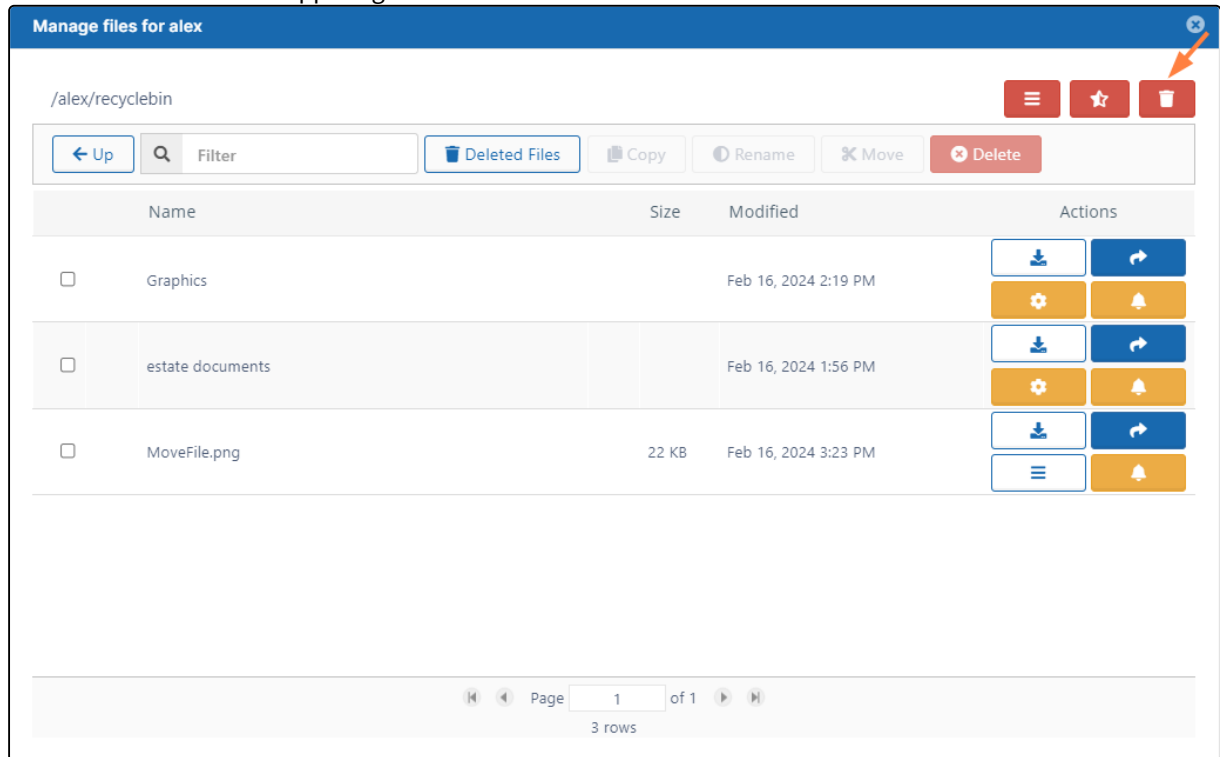 Manage files for alex
/alex/recyclebin
Up Filter Deleted Files Copy Rename Move Delete
Name Size Modified Actions
Graphics Feb 16, 2024 2:19 PM
estate documents Feb 16, 2024 1:56 PM
MoveFile.png 22 KB Feb 16, 2024 3:23 PM
Page 1 of 1
3 rows